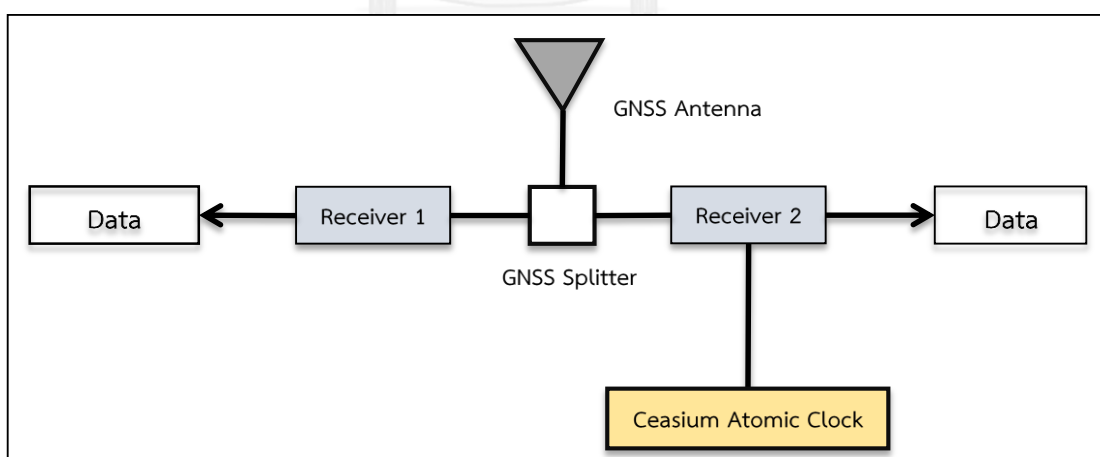 GNSS Antenna
Data
Receiver 1
Receiver 2
Data
GNSS Splitter
Ceasium Atomic Clock